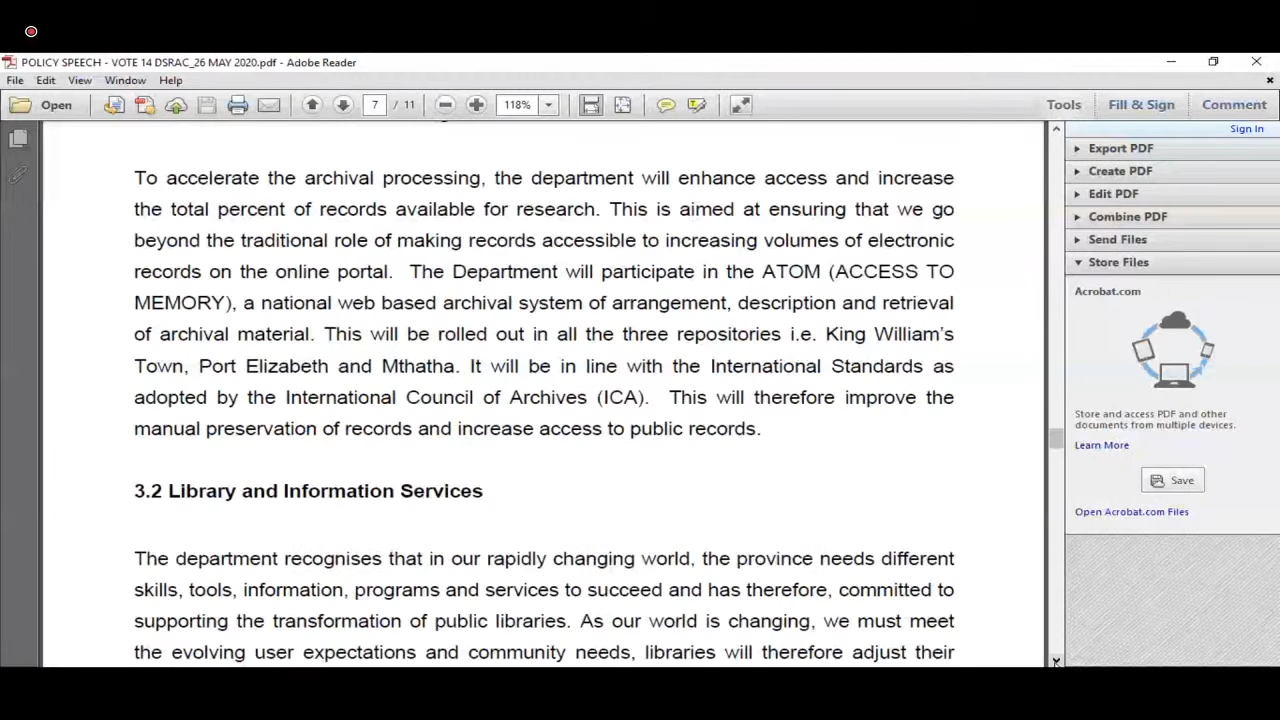 POLICY SPEECH - VOTE 14 DSRAC_26 MAY 2020.pdf - Adobe Reader
File Edit View Window Help
Open 7 / 11 118% Tools Fill & Sign Comment
Sign In
Export PDF
Create PDF
Edit PDF
Combine PDF
Send Files
Store Files
Acrobat.com
Store and access PDF and other
documents from multiple devices.
Learn More
Save
Open Acrobat.com Files
To accelerate the archival processing, the department will enhance access and increase
the total percent of records available for research. This is aimed at ensuring that we go
beyond the traditional role of making records accessible to increasing volumes of electronic
records on the online portal. The Department will participate in the ATOM (ACCESS TO
MEMORY), a national web based archival system of arrangement, description and retrieval
of archival material. This will be rolled out in all the three repositories i.e. King William's
Town, Port Elizabeth and Mthatha. It will be in line with the International Standards as
adopted by the International Council of Archives (ICA). This will therefore improve the
manual preservation of records and increase access to public records.
3.2 Library and Information Services
The department recognises that in our rapidly changing world, the province needs different
skills, tools, information, programs and services to succeed and has therefore, committed to
supporting the transformation of public libraries. As our world is changing, we must meet
the evolving user expectations and community needs, libraries will therefore adjust their